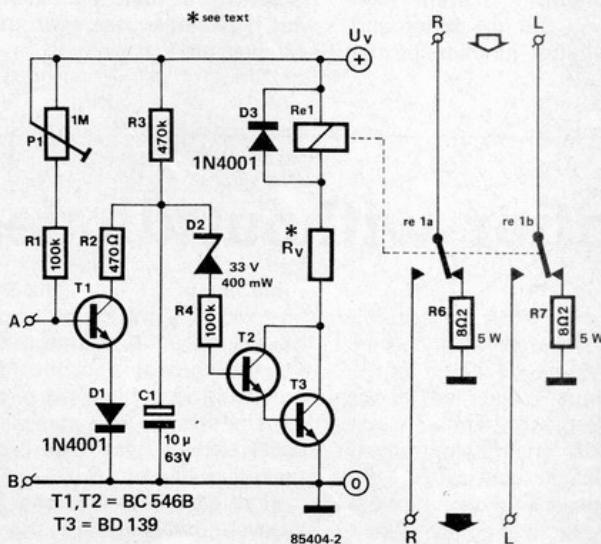 * see text
R
L
Uv
+
1M
P1
R3
470k
D3
1N4001
Re1
re 1a
re 1b
R1
100k
R2
470Ω
D2
33 V
400 mW
*
Rv
R4
100k
R6
8Ω2
5 W
R7
8Ω2
5 W
A
T1
T2
T3
D1
1N4001
C1
10 µ
63V
B
0
T1,T2 = BC 546B
T3 = BD 139
85404-2
R
L